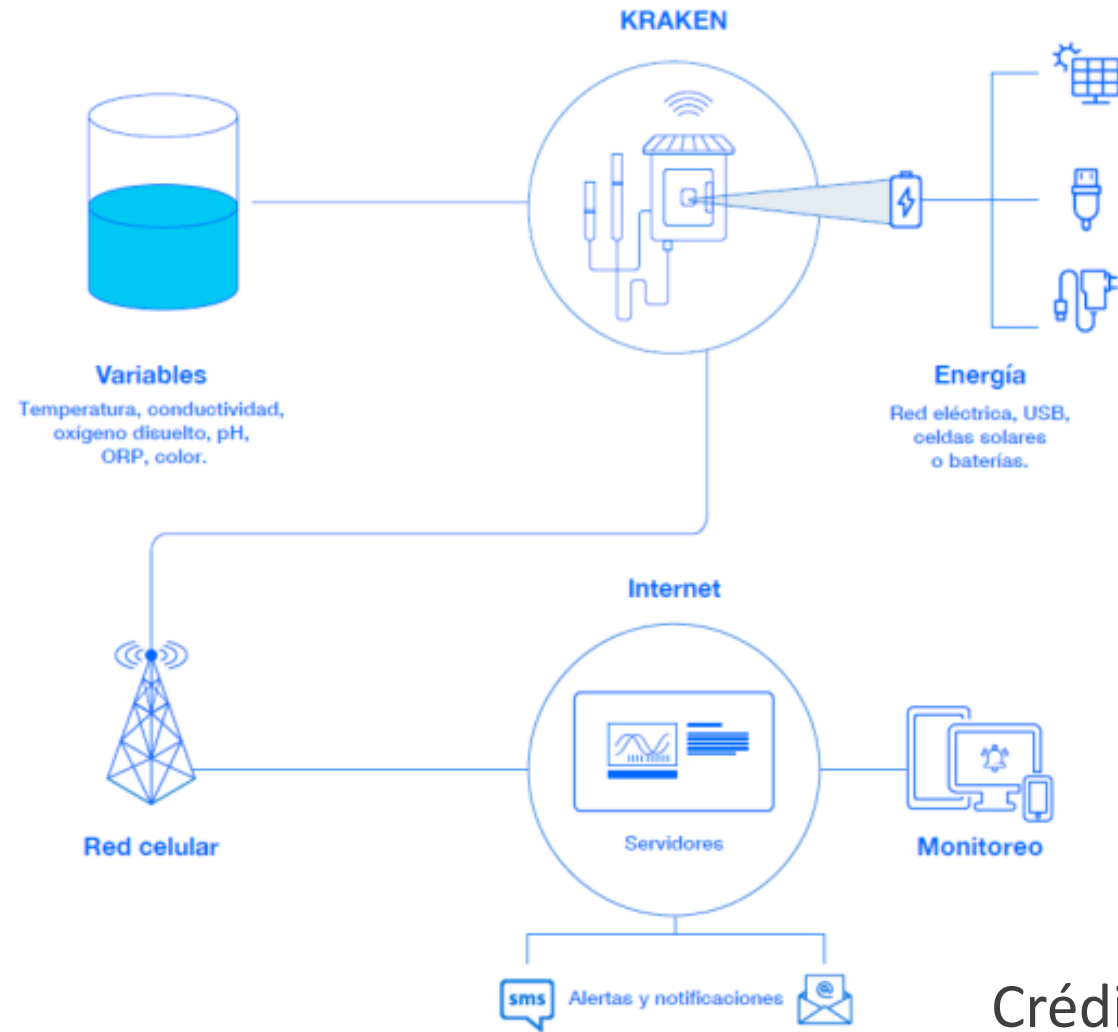 KRAKEN
Variables
Temperatura, conductividad,
oxígeno disuelto, pH,
ORP, color.
Energía
Red eléctrica, USB,
celdas solares
o baterías.
Internet
Servidores
Red celular
Monitoreo
sms
Alertas y notificaciones
@
Crédi